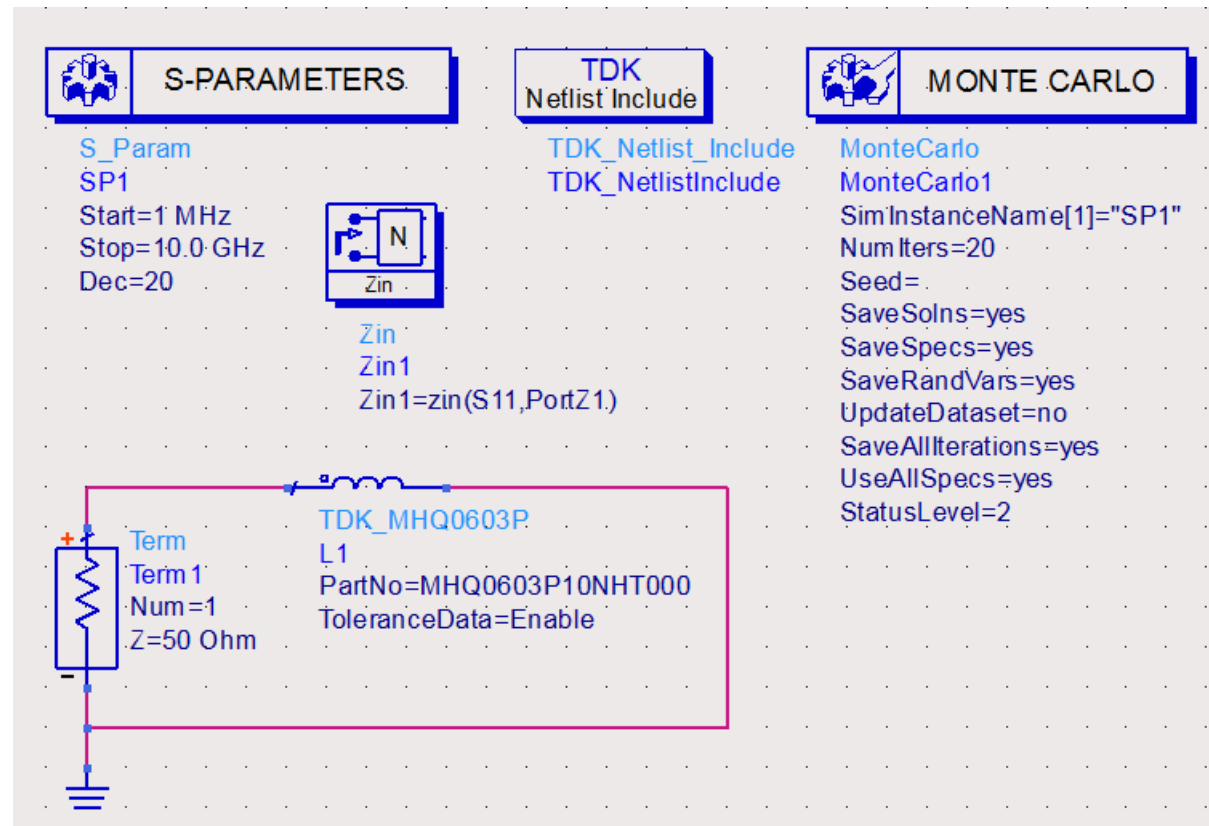 S-PARAMETERS
S_Param
SP1
Start=1 MHz
Stop=10.0 GHz
Dec=20
TDK
Netlist Include
TDK_Netlist_Include
TDK_NetlistInclude
MONTE CARLO
MonteCarlo
MonteCarlo1
SimInstanceName[1]="SP1"
NumIters=20
Seed=
SaveSolns=yes
SaveSpecs=yes
SaveRandVars=yes
UpdateDataset=no
SaveAllIterations=yes
UseAllSpecs=yes
StatusLevel=2
N
Zin
Zin
Zin1
Zin1=zin(S11,PortZ1)
TDK_MHQ0603P
L1
PartNo=MHQ0603P10NHT000
ToleranceData=Enable
+
Term
Term1
Num=1
Z=50 Ohm
-